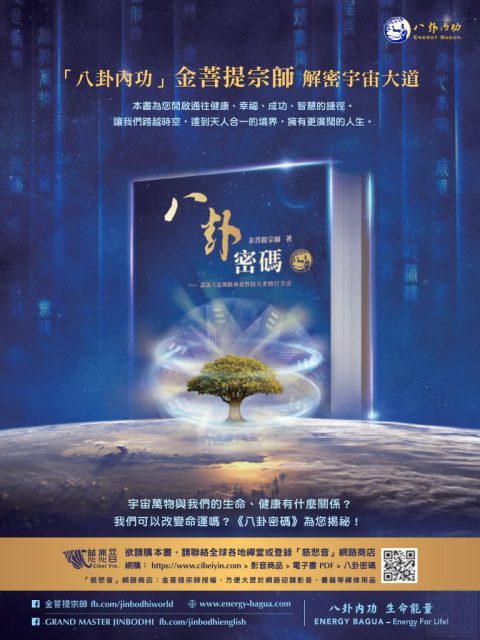 八卦內功
ENERGY BAGUA.
「八卦內功」金菩提宗師 解密宇宙大道
本書為您開啟通往健康、幸福、成功、智慧的捷徑。
讓我們跨越時空,達到天人合一的境界,擁有更廣闊的人生。
八卦
密碼
金菩提宗師 著
宇宙萬物與我們的生命、健康有什麼關係?
我們可以改變命運嗎?《八卦密碼》為您揭祕!
慈悲音
Cibei Yin.
欲請購本書,請聯絡全球各地禪堂或登錄「慈悲音」網路商店
網購: https://www.cibeiyin.com > 影音商品 > 電子書 PDF > 八卦密碼
「慈悲音」網路商店:金菩提宗師授權,方便大眾於網路迎請影音、書籍等禪修用品
金菩提宗師 fb.com/jinbodhiworld
www.energy-bagua.com
GRAND MASTER JINBODHI fb.com/jinbodhienglish
八卦內功 生命能量
ENERGY BAGUA – Energy For Life!